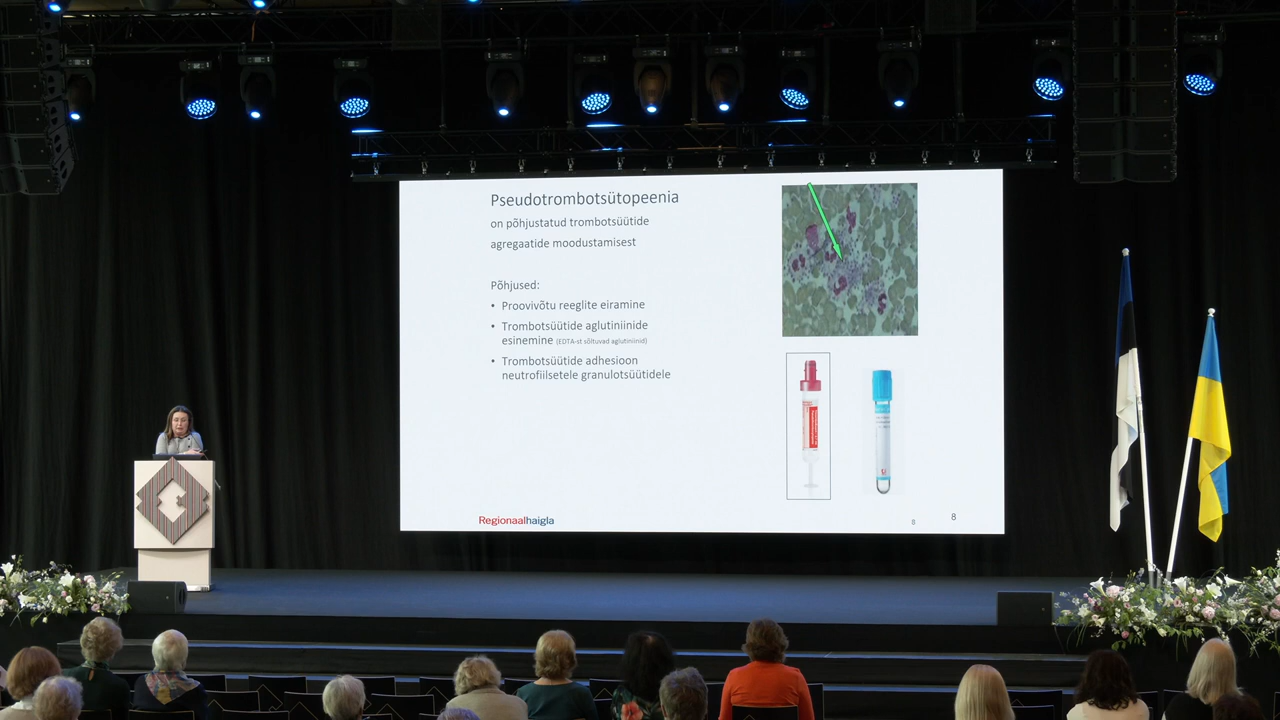 Pseudotrombotsütopeenia
on põhjustatud trombotsüütide
agregaatide moodustamisest
Põhjused:
• Proovivõtu reeglite eiramine
• Trombotsüütide aglutiniinide
esinemine (EDTA-st sõltuvad aglutiniinid)
• Trombotsüütide adhesioon
neutrofiilsetele granulotsüütidele
Regionaalhaigla
8
8